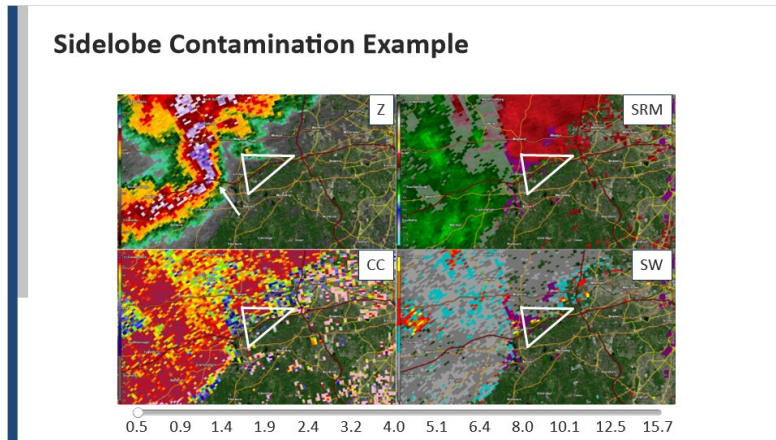 Sidelobe Contamination Example
Z
SRM
CC
SW
0.5 0.9 1.4 1.9 2.4 3.2 4.0 5.1 6.4 8.0 10.1 12.5 15.7